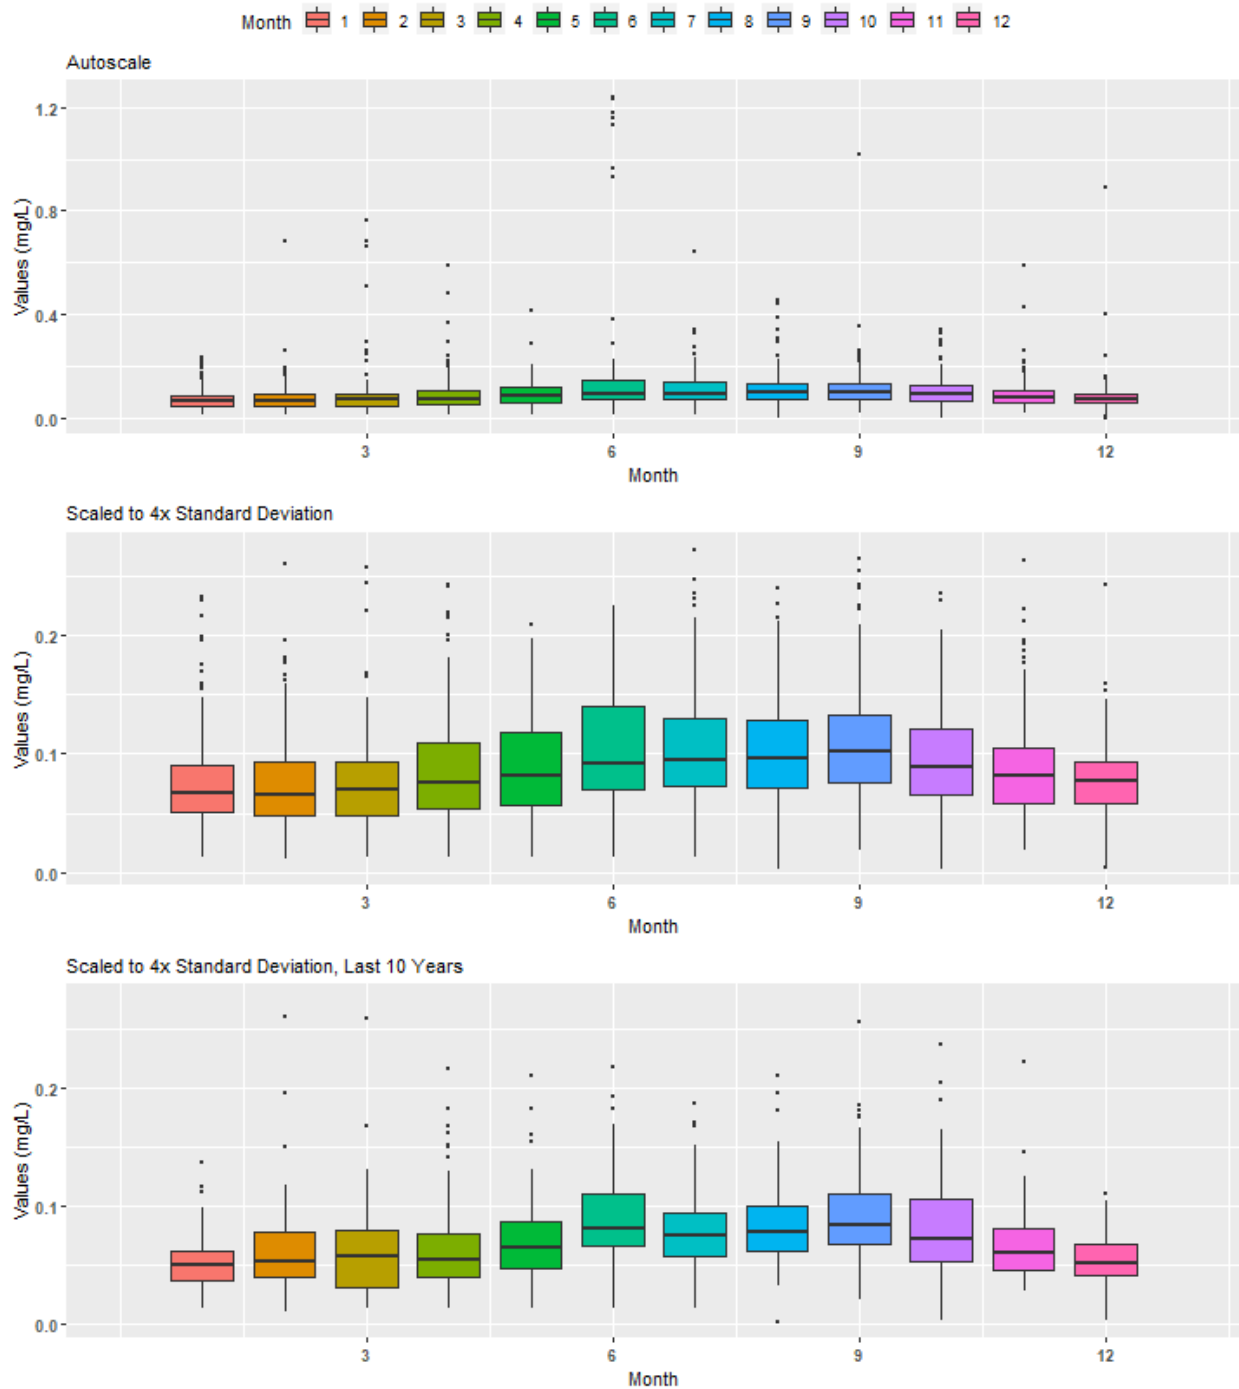 Month 1 2 3 4 5 6 7 8 9 10 11 12
Autoscale
Values (mg/L)
1.2
0.8
0.4
0.0
3 6 9 12
Month
Scaled to 4x Standard Deviation
Values (mg/L)
0.2
0.1
0.0
3 6 9 12
Month
Scaled to 4x Standard Deviation, Last 10 Years
Values (mg/L)
0.2
0.1
0.0
3 6 9 12
Month